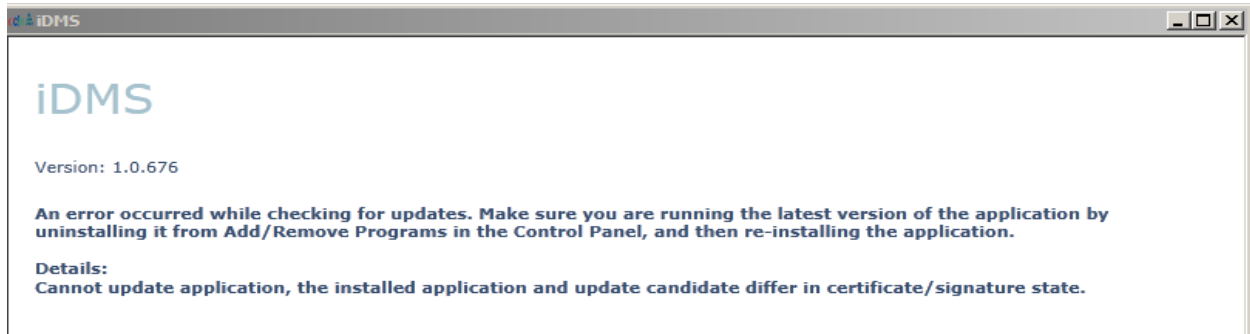 iDMS
iDMS
Version: 1.0.676
An error occurred while checking for updates. Make sure you are running the latest version of the application by
uninstalling it from Add/Remove Programs in the Control Panel, and then re-installing the application.
Details:
Cannot update application, the installed application and update candidate differ in certificate/signature state.